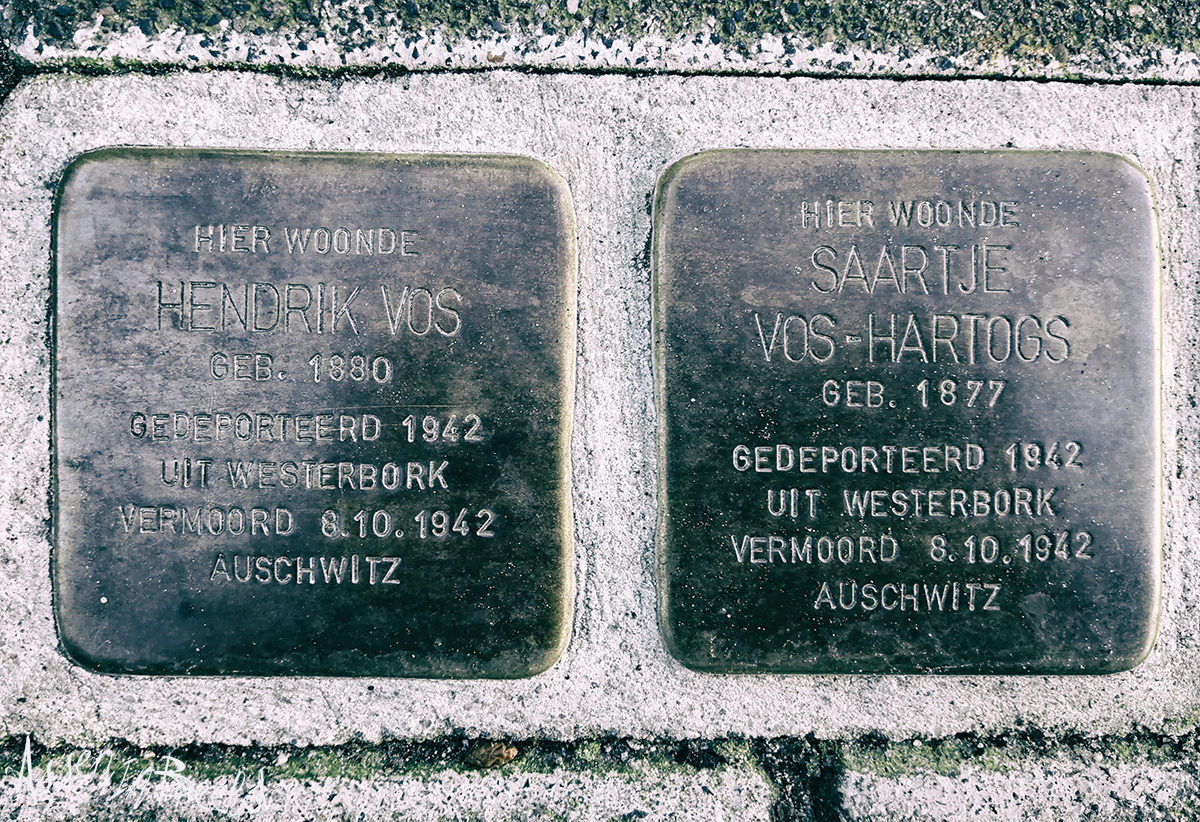 HIER WOONDE
HENDRIK VOS
GEB. 1880
GEDEPORTEERD 1942
UIT WESTERBORK
VERMOORD 8.10.1942
AUSCHWITZ
HIER WOONDE
SAARTJE
VOS-HARTOGS
GEB. 1877
GEDEPORTEERD 1942
UIT WESTERBORK
VERMOORD 8.10.1942
AUSCHWITZ